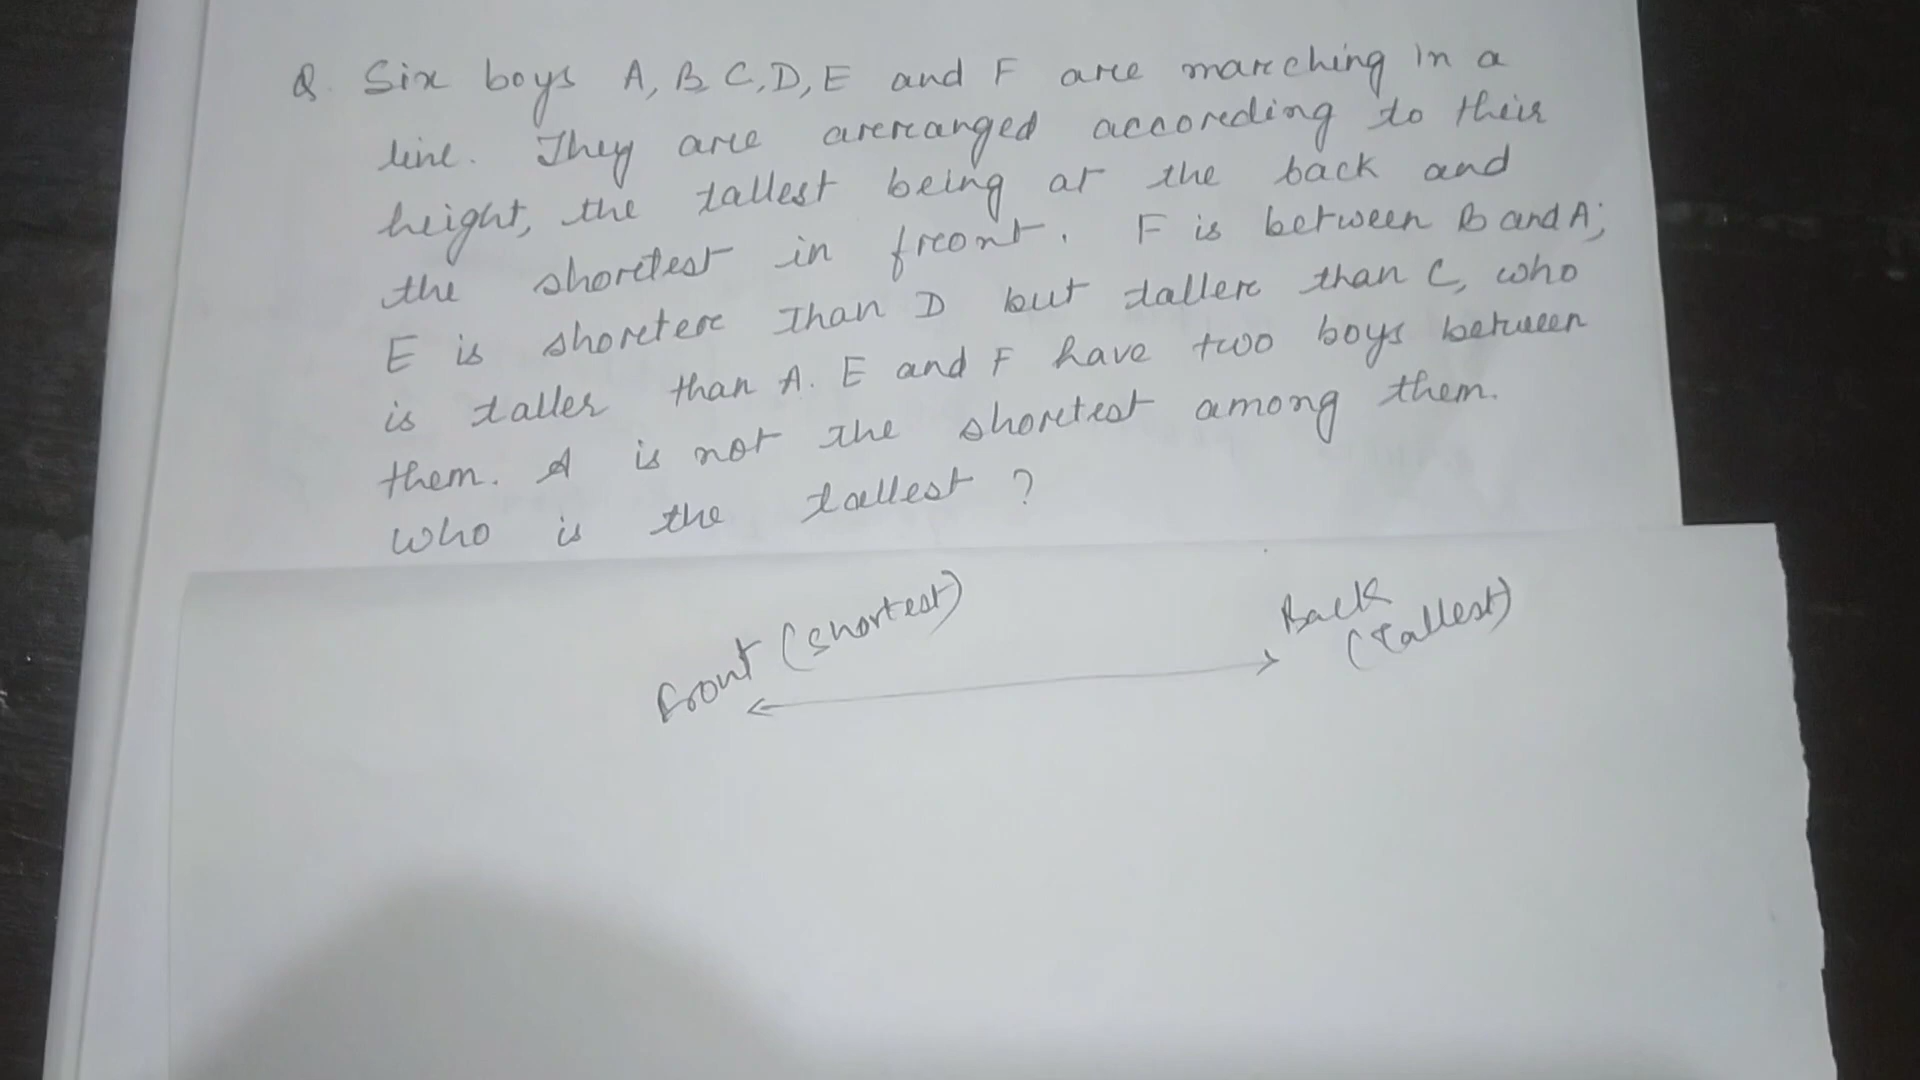 Q. Six boys A, B C, D, E and F are marching in a
line. They are arranged according to their
height, the tallest being at the back and
the shortest in front. F is between B and A;
E is shorter than D but taller than C, who
is taller than A. E and F have two boys between
them. A is not the shortest among them.
Who is the tallest ?
Front (shortest)
Back
(Tallest)